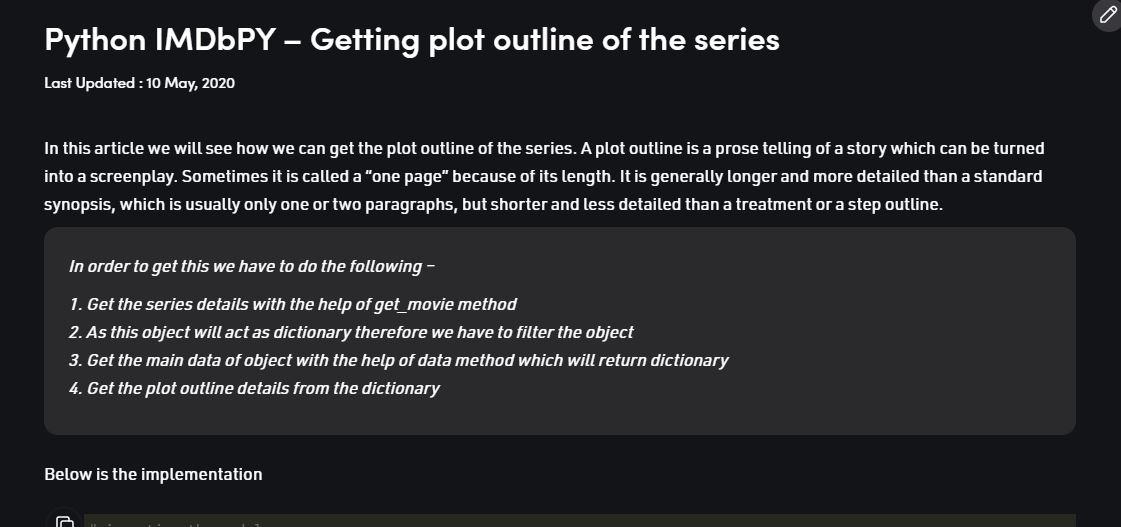 Python IMDbPY – Getting plot outline of the series
Last Updated : 10 May, 2020
In this article we will see how we can get the plot outline of the series. A plot outline is a prose telling of a story which can be turned
into a screenplay. Sometimes it is called a “one page” because of its length. It is generally longer and more detailed than a standard
synopsis, which is usually only one or two paragraphs, but shorter and less detailed than a treatment or a step outline.
In order to get this we have to do the following –
1. Get the series details with the help of get_movie method
2. As this object will act as dictionary therefore we have to filter the object
3. Get the main data of object with the help of data method which will return dictionary
4. Get the plot outline details from the dictionary
Below is the implementation